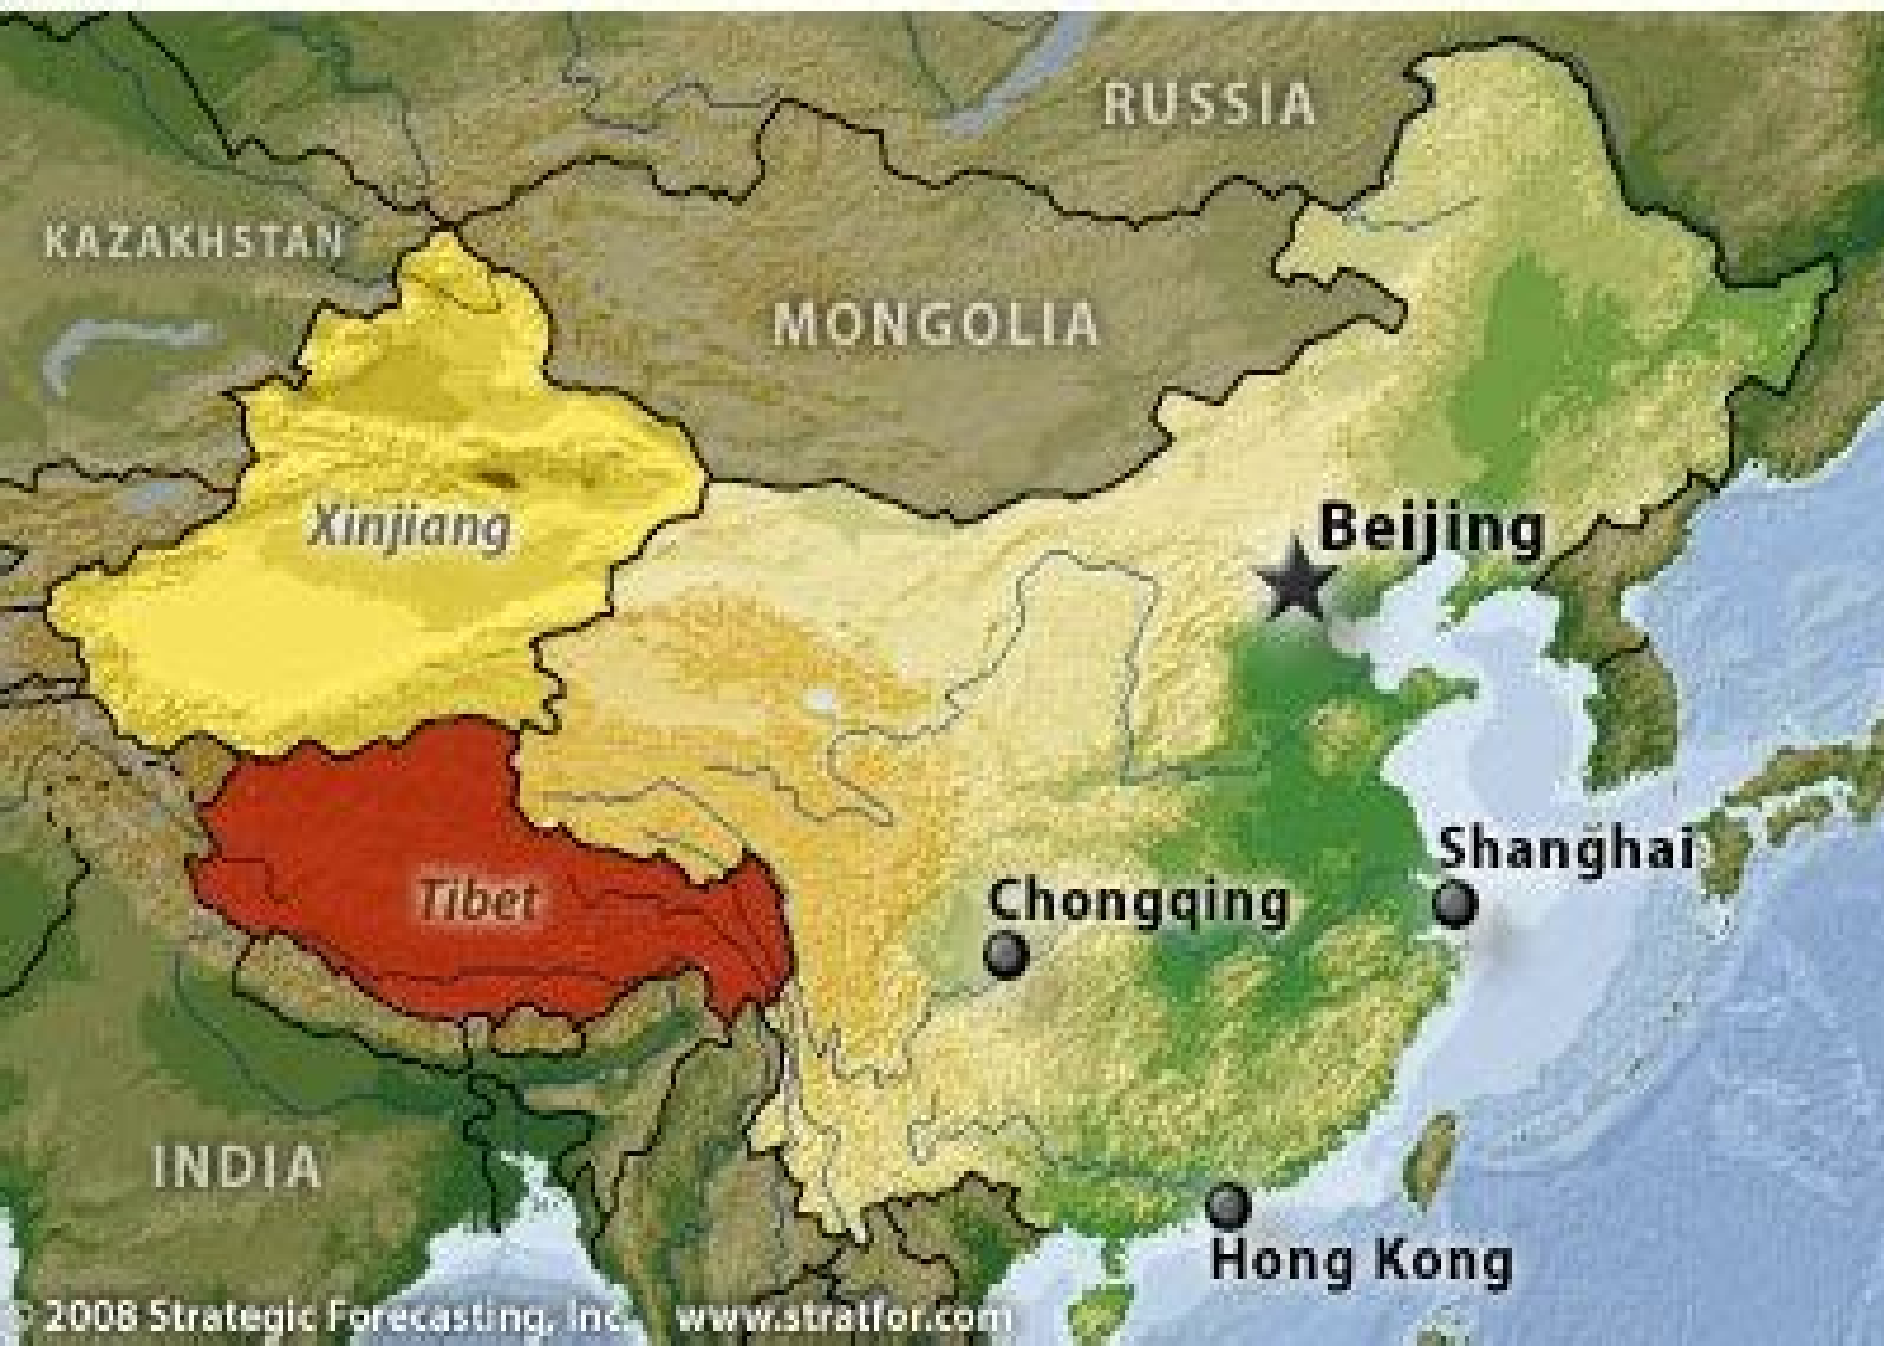 RUSSIA
KAZAKHSTAN
MONGOLIA
Xinjiang
Beijing
Shanghai
Tibet
Chongqing
INDIA
Hong Kong
2008 Strategic Forecasting, Inc. www.stratfor.com